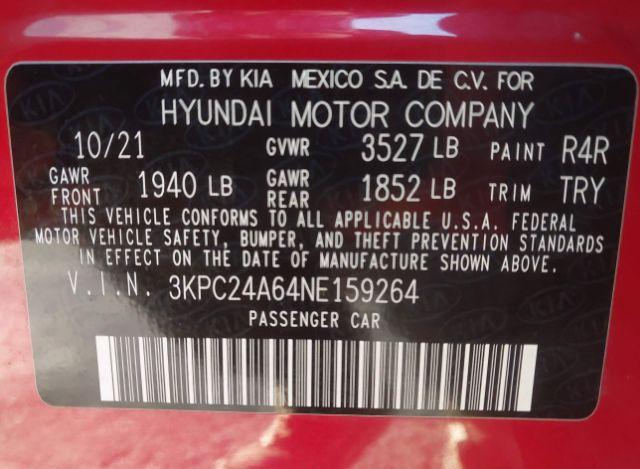 MFD. BY KIA MEXICO S.A. DE C.V. FOR
HYUNDAI MOTOR COMPANY
10/21 GVWR 3527 LB PAINT R4R
GAWR FRONT 1940 LB GAWR REAR 1852 LB TRIM TRY
THIS VEHICLE CONFORMS TO ALL APPLICABLE U.S.A. FEDERAL
MOTOR VEHICLE SAFETY, BUMPER, AND THEFT PREVENTION STANDARDS
IN EFFECT ON THE DATE OF MANUFACTURE SHOWN ABOVE.
V.I.N. 3KPC24A64NE159264
PASSENGER CAR